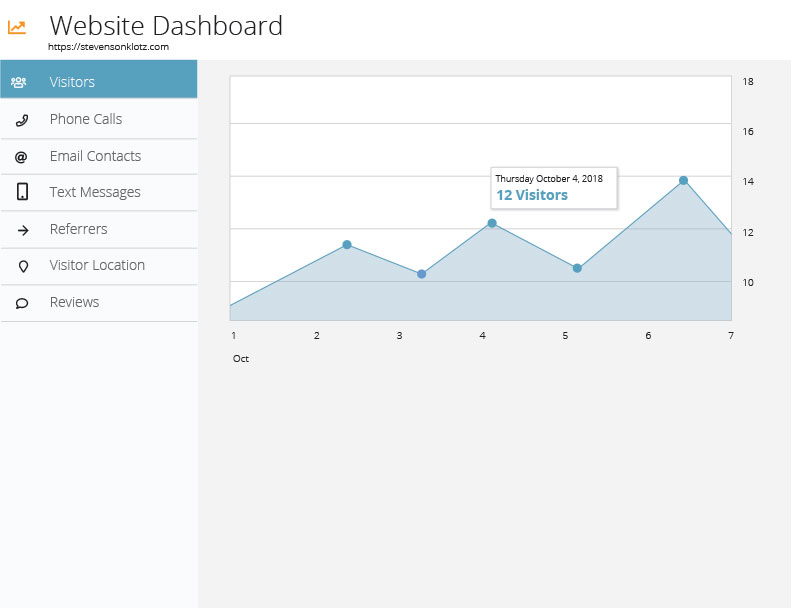 Website Dashboard
https://stevensonklotz.com
Visitors
Phone Calls
Email Contacts
Text Messages
Referrers
Visitor Location
Reviews
18
16
14
12
10
Thursday October 4, 2018
12 Visitors
1 2 3 4 5 6 7
Oct